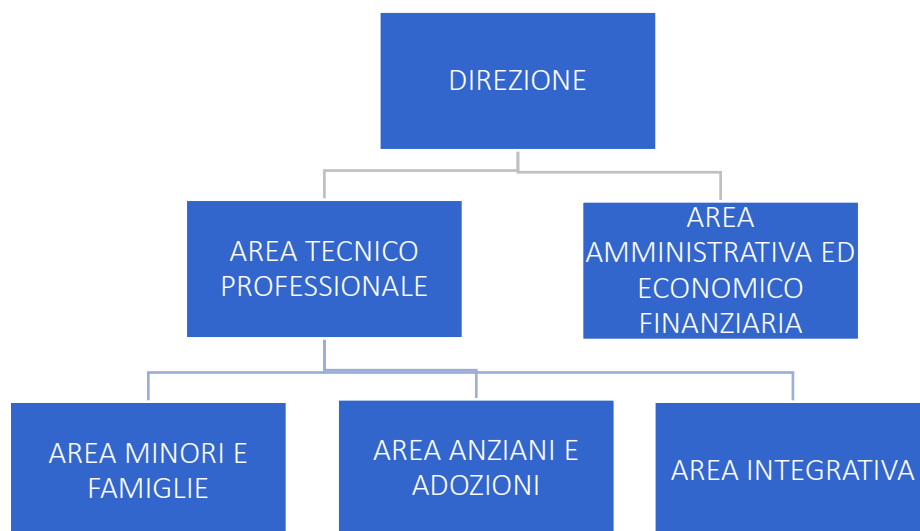 DIREZIONE
AREA TECNICO
PROFESSIONALE
AREA
AMMINISTRATIVA ED
ECONOMICO
FINANZIARIA
AREA MINORI E
FAMIGLIE
AREA ANZIANI E
ADOZIONI
AREA INTEGRATIVA